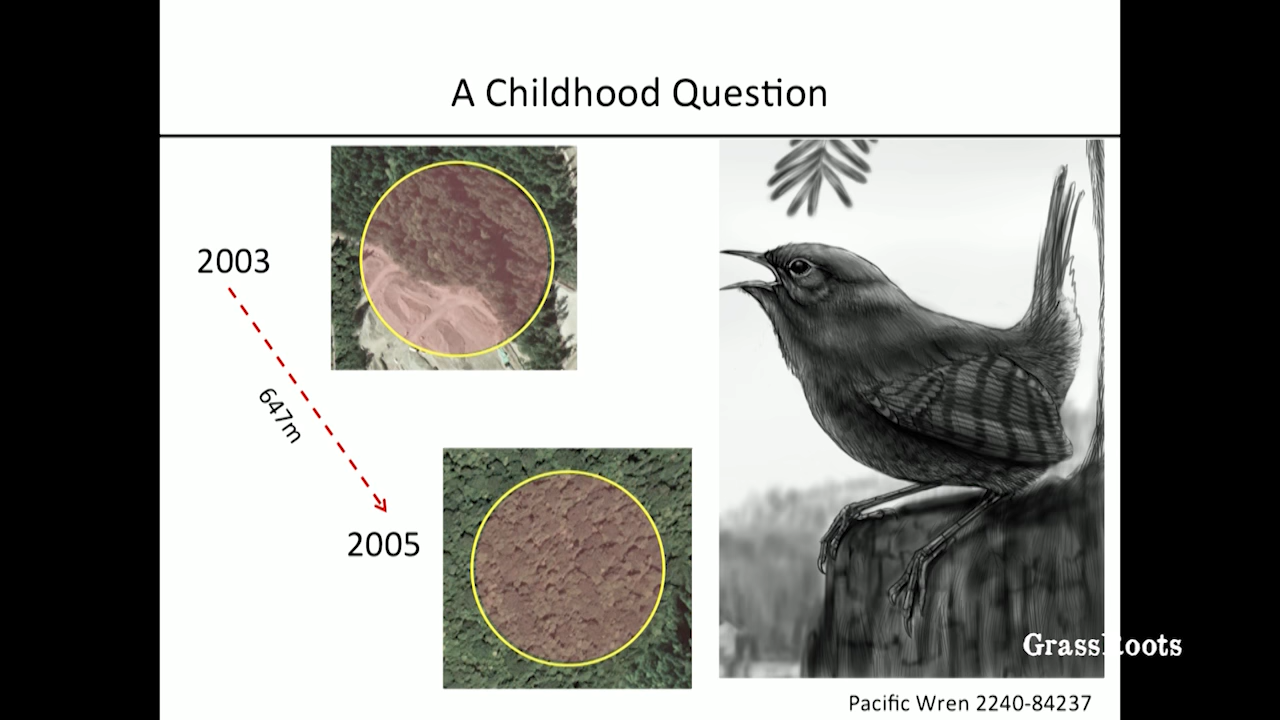 A Childhood Question
2003
647m
2005
GrassRoots
Pacific Wren 2240-84237